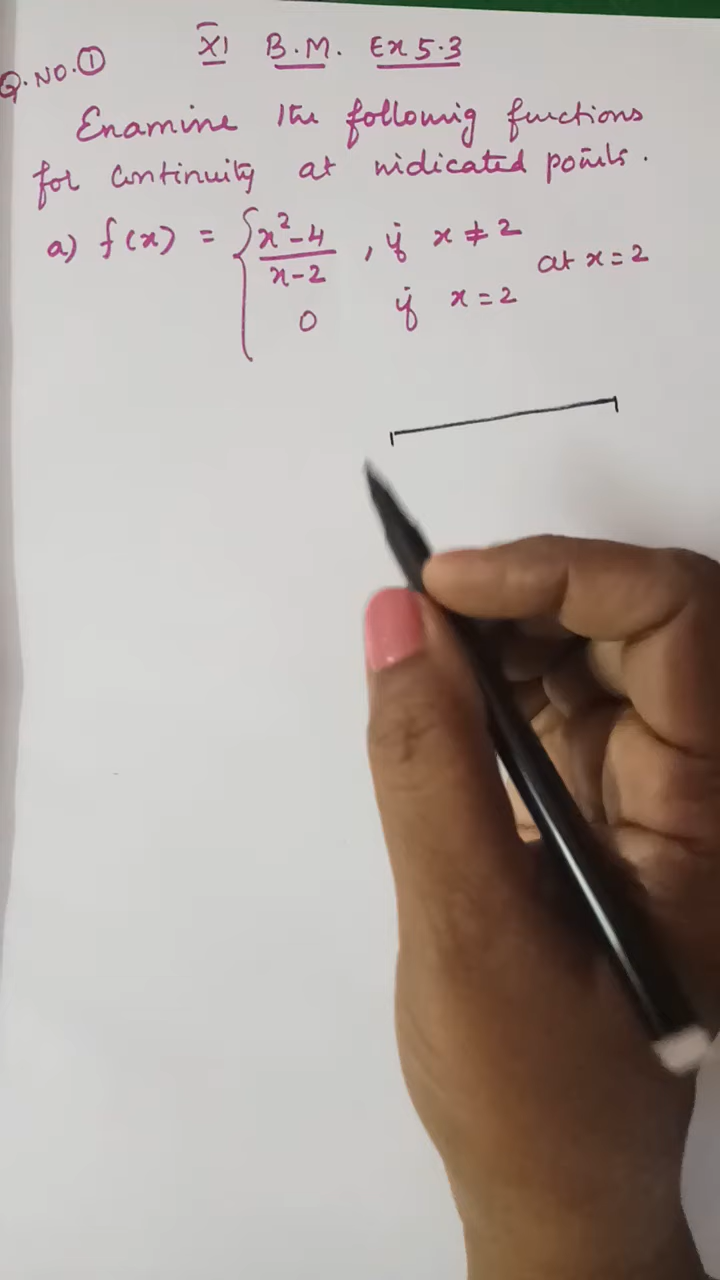 XI B.M. Ex 5.3
Q.NO.①
Examine the following functions
for continuity at indicated points.
a) f(x) = { x²-4 / x-2 , if x ≠ 2
at x=2
0 if x=2